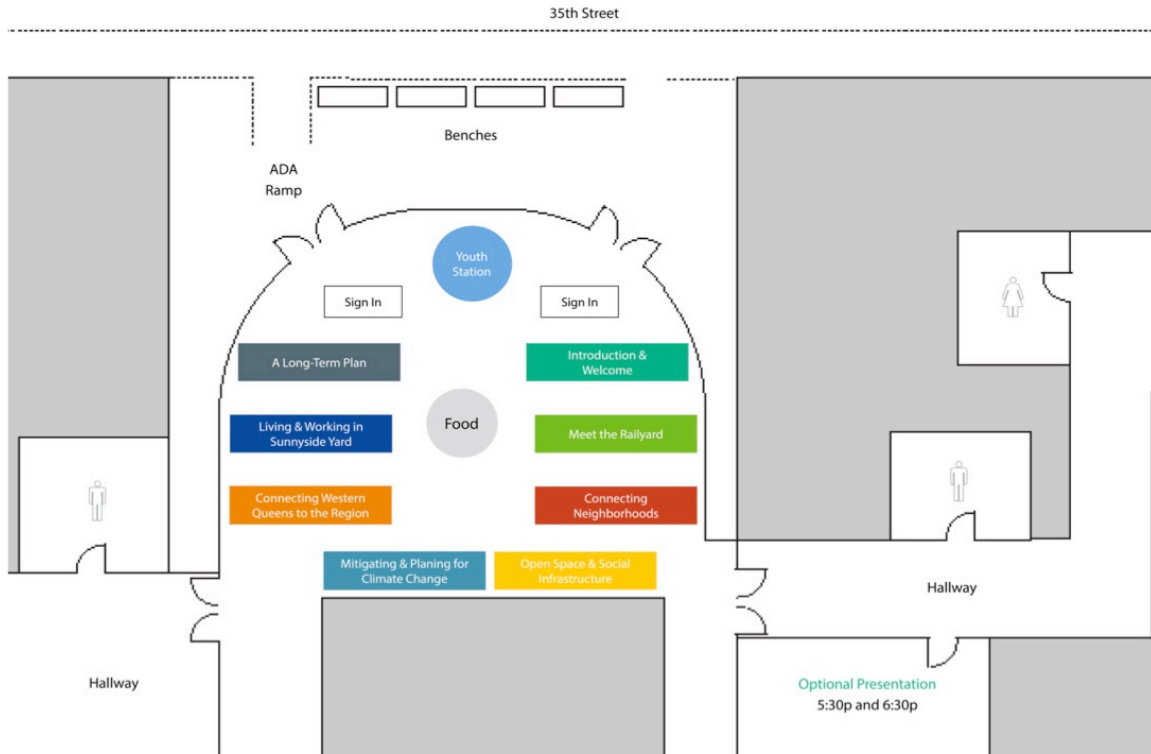 35th Street
Benches
ADA
Ramp
Youth
Station
Sign In
Sign In
A Long-Term Plan
Introduction &
Welcome
Food
Living & Working in
Sunnyside Yard
Meet the Railyard
Connecting Western
Queens to the Region
Connecting
Neighborhoods
Mitigating & Planing for
Climate Change
Open Space & Social
Infrastructure
Hallway
Hallway
Optional Presentation
5:30p and 6:30p